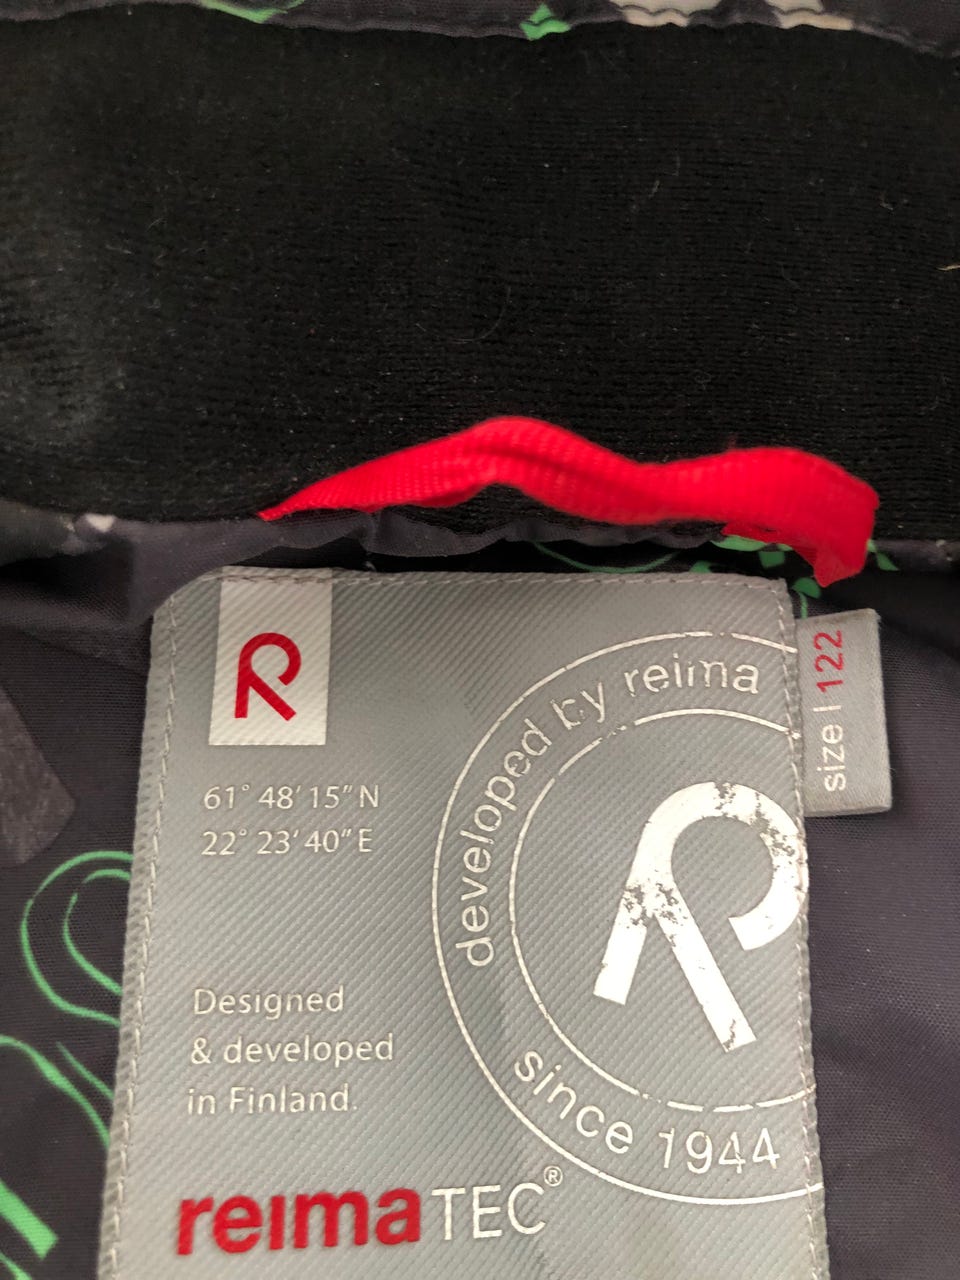 R
61° 48' 15" N
22° 23' 40" E
developed by reima
R
since 1944
size | 122
Designed
& developed
in Finland.
reimaTEC®